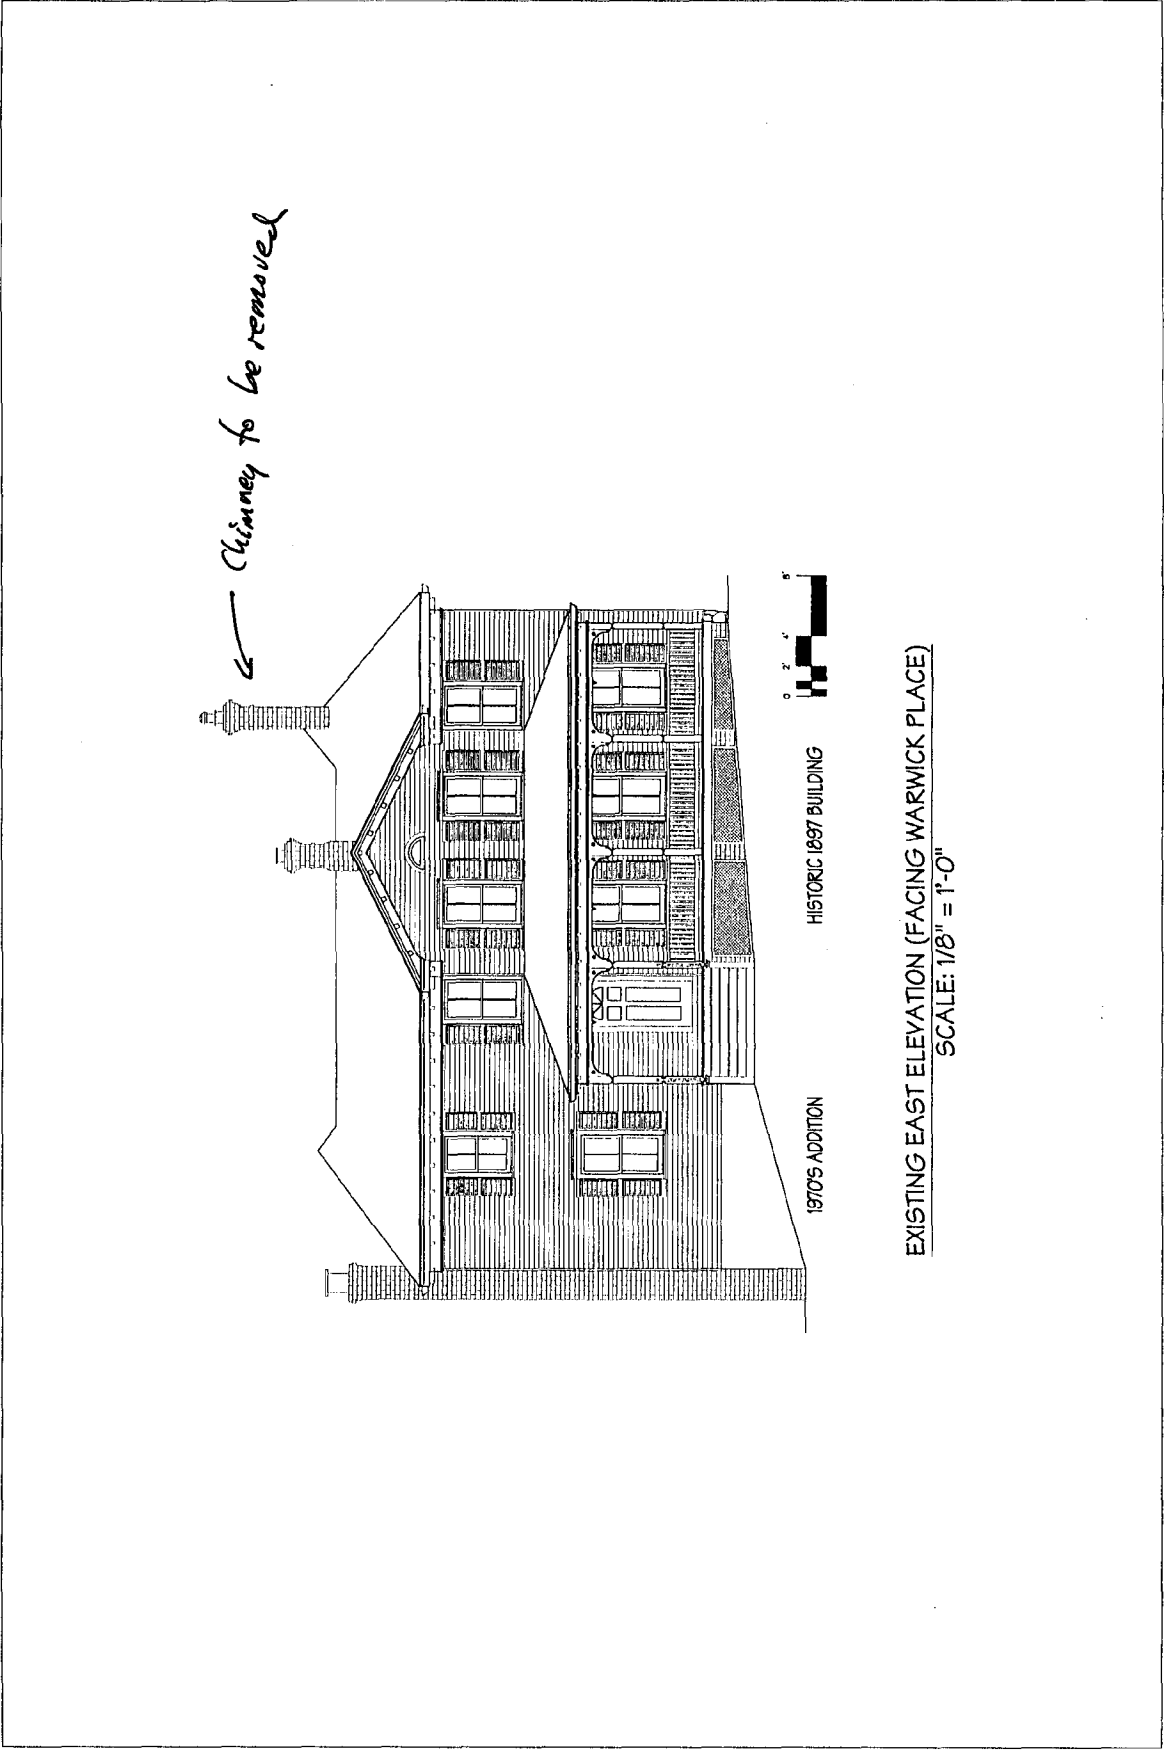 Chimney to be removed
0 2' 4' 8'
1970'S ADDITION
HISTORIC 1897 BUILDING
EXISTING EAST ELEVATION (FACING WARWICK PLACE)
SCALE: 1/8" = 1'-0"